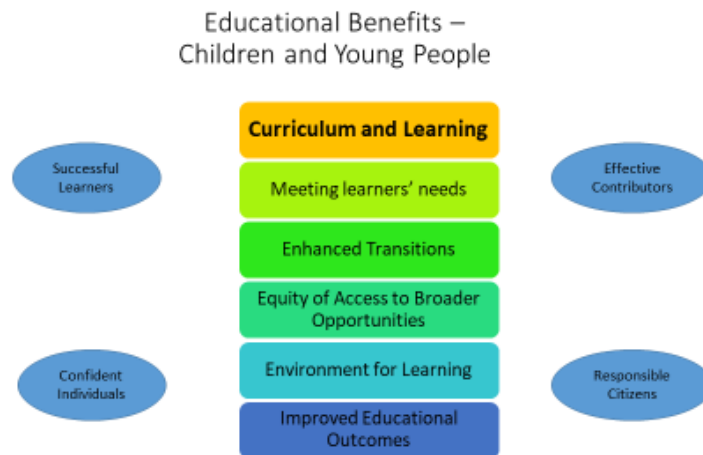 Educational Benefits –
Children and Young People
Curriculum and Learning
Successful
Learners
Effective
Contributors
Meeting learners' needs
Enhanced Transitions
Equity of Access to Broader
Opportunities
Confident
Individuals
Environment for Learning
Responsible
Citizens
Improved Educational
Outcomes